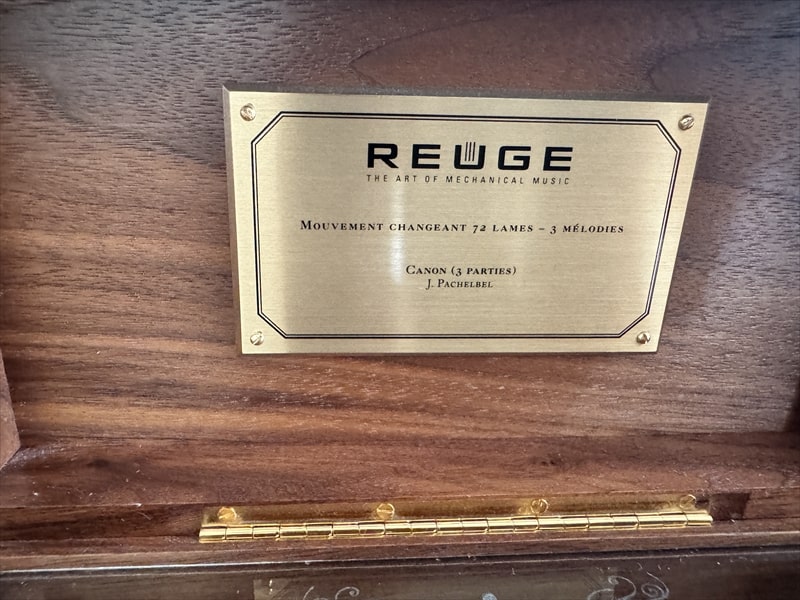 REUGE
THE ART OF MECHANICAL MUSIC
MOUVEMENT CHANGEANT 72 LAMES – 3 MÉLODIES
CANON (3 PARTIES)
J. PACHELBEL